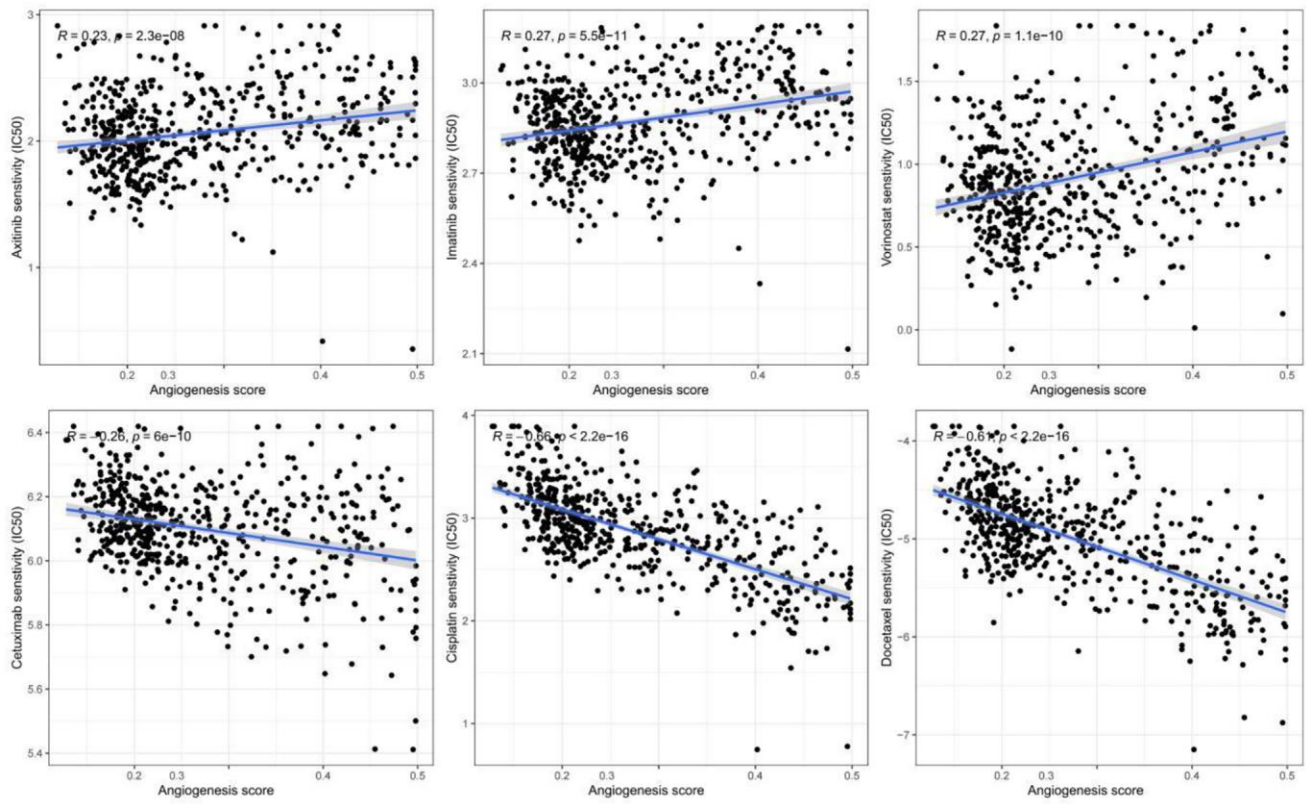 R = 0.23, p = 2.3e−08
Axitinib senstivity (IC50)
3
2
1
0.2 0.3 0.4 0.5
Angiogenesis score
R = 0.27, p = 5.5e−11
Imatinib senstivity (IC50)
3.0
2.7
2.4
2.1
0.2 0.3 0.4 0.5
Angiogenesis score
R = 0.27, p = 1.1e−10
Vorinostat senstivity (IC50)
1.5
1.0
0.5
0.0
0.2 0.3 0.4 0.5
Angiogenesis score
R = −0.26, p = 6e−10
Cetuximab senstivity (IC50)
6.4
6.2
6.0
5.8
5.6
5.4
0.2 0.3 0.4 0.5
Angiogenesis score
R = −0.66, p < 2.2e−16
Cisplatin senstivity (IC50)
4
3
2
1
0.2 0.3 0.4 0.5
Angiogenesis score
R = −0.61, p < 2.2e−16
Docetaxel senstivity (IC50)
−4
−5
−6
−7
0.2 0.3 0.4 0.5
Angiogenesis score